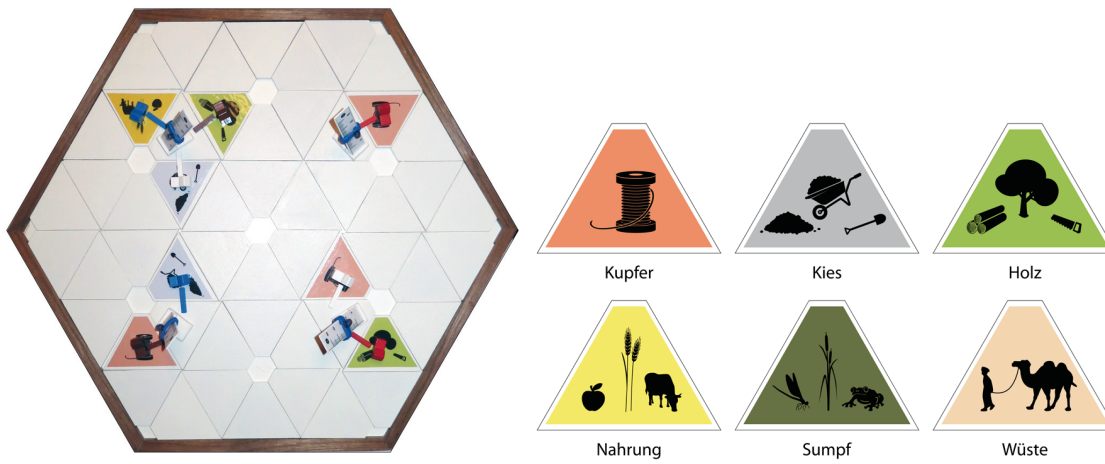 Kupfer
Kies
Holz
Nahrung
Sumpf
Wüste